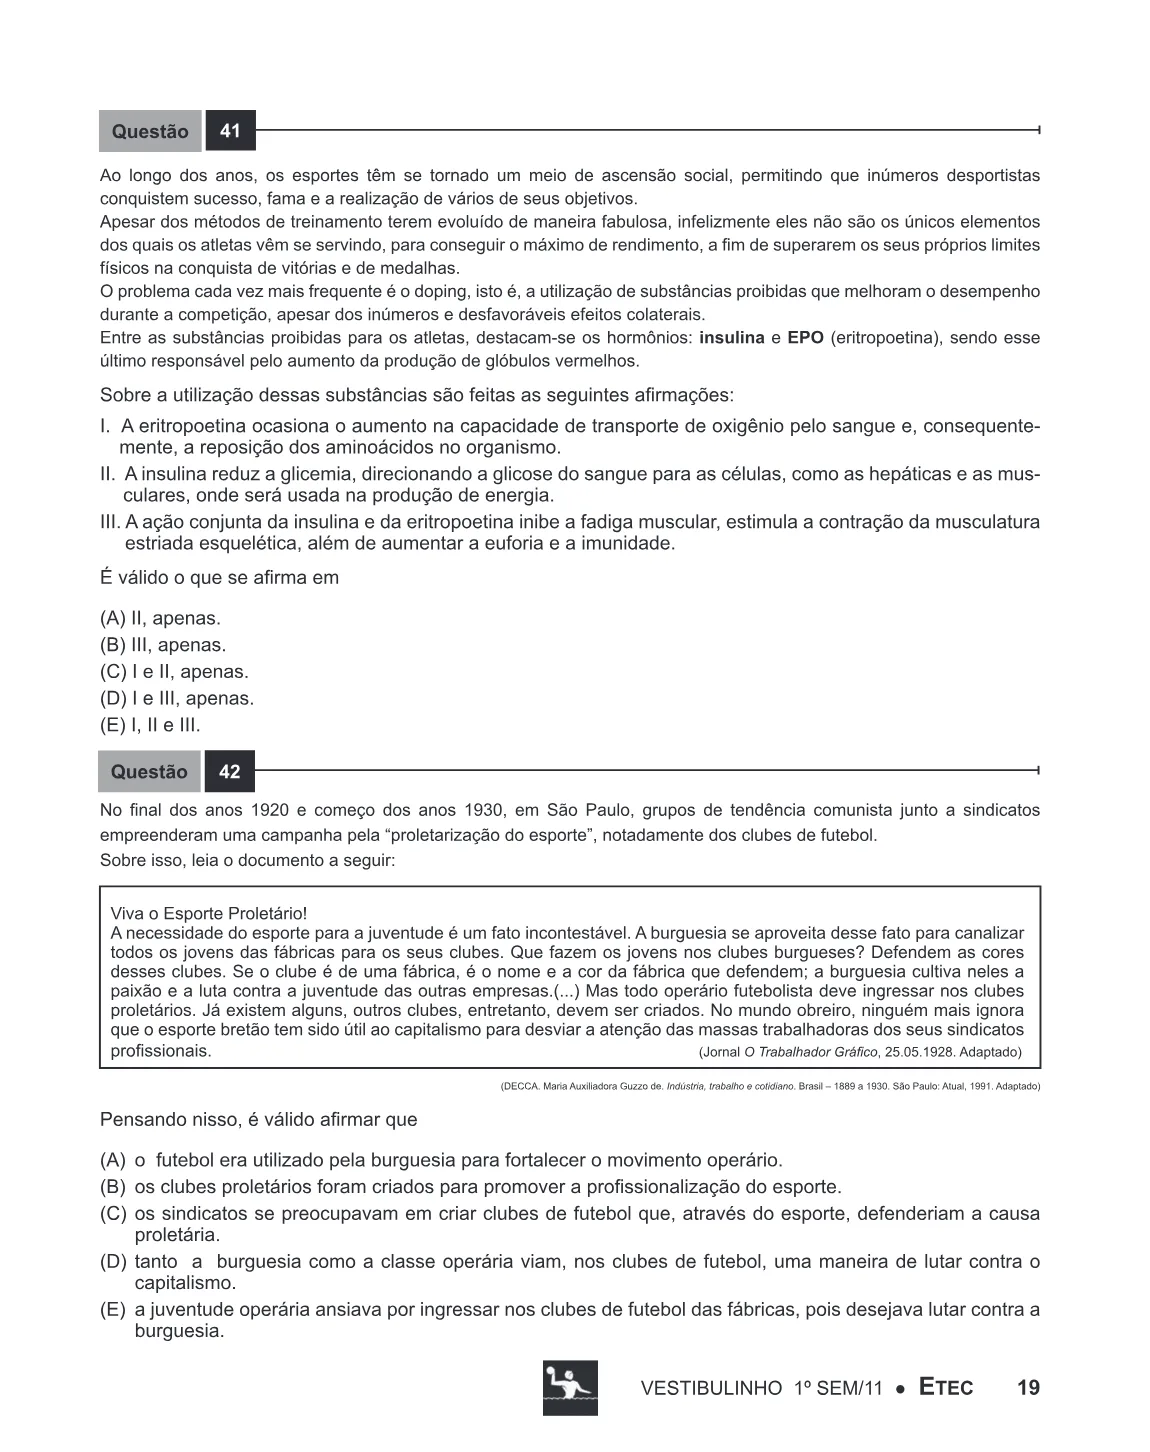 Questão 41
Ao longo dos anos, os esportes têm se tornado um meio de ascensão social, permitindo que inúmeros desportistas
conquistem sucesso, fama e a realização de vários de seus objetivos.
Apesar dos métodos de treinamento terem evoluído de maneira fabulosa, infelizmente eles não são os únicos elementos
dos quais os atletas vêm se servindo, para conseguir o máximo de rendimento, a fim de superarem os seus próprios limites
físicos na conquista de vitórias e de medalhas.
O problema cada vez mais frequente é o doping, isto é, a utilização de substâncias proibidas que melhoram o desempenho
durante a competição, apesar dos inúmeros e desfavoráveis efeitos colaterais.
Entre as substâncias proibidas para os atletas, destacam-se os hormônios: insulina e EPO (eritropoetina), sendo esse
último responsável pelo aumento da produção de glóbulos vermelhos.
Sobre a utilização dessas substâncias são feitas as seguintes afirmações:
I. A eritropoetina ocasiona o aumento na capacidade de transporte de oxigênio pelo sangue e, consequente-
mente, a reposição dos aminoácidos no organismo.
II. A insulina reduz a glicemia, direcionando a glicose do sangue para as células, como as hepáticas e as mus-
culares, onde será usada na produção de energia.
III. A ação conjunta da insulina e da eritropoetina inibe a fadiga muscular, estimula a contração da musculatura
estriada esquelética, além de aumentar a euforia e a imunidade.
É válido o que se afirma em
(A) II, apenas.
(B) III, apenas.
(C) I e II, apenas.
(D) I e III, apenas.
(E) I, II e III.
Questão 42
No final dos anos 1920 e começo dos anos 1930, em São Paulo, grupos de tendência comunista junto a sindicatos
empreenderam uma campanha pela “proletarização do esporte”, notadamente dos clubes de futebol.
Sobre isso, leia o documento a seguir:
Viva o Esporte Proletário!
A necessidade do esporte para a juventude é um fato incontestável. A burguesia se aproveita desse fato para canalizar
todos os jovens das fábricas para os seus clubes. Que fazem os jovens nos clubes burgueses? Defendem as cores
desses clubes. Se o clube é de uma fábrica, é o nome e a cor da fábrica que defendem; a burguesia cultiva neles a
paixão e a luta contra a juventude das outras empresas.(...) Mas todo operário futebolista deve ingressar nos clubes
proletários. Já existem alguns, outros clubes, entretanto, devem ser criados. No mundo obreiro, ninguém mais ignora
que o esporte bretão tem sido útil ao capitalismo para desviar a atenção das massas trabalhadoras dos seus sindicatos
profissionais. (Jornal O Trabalhador Gráfico, 25.05.1928. Adaptado)
(DECCA. Maria Auxiliadora Guzzo de. Indústria, trabalho e cotidiano. Brasil – 1889 a 1930. São Paulo: Atual, 1991. Adaptado)
Pensando nisso, é válido afirmar que
(A) o futebol era utilizado pela burguesia para fortalecer o movimento operário.
(B) os clubes proletários foram criados para promover a profissionalização do esporte.
(C) os sindicatos se preocupavam em criar clubes de futebol que, através do esporte, defenderiam a causa
proletária.
(D) tanto a burguesia como a classe operária viam, nos clubes de futebol, uma maneira de lutar contra o
capitalismo.
(E) a juventude operária ansiava por ingressar nos clubes de futebol das fábricas, pois desejava lutar contra a
burguesia.
VESTIBULINHO 1º SEM/11 • ETEC 19